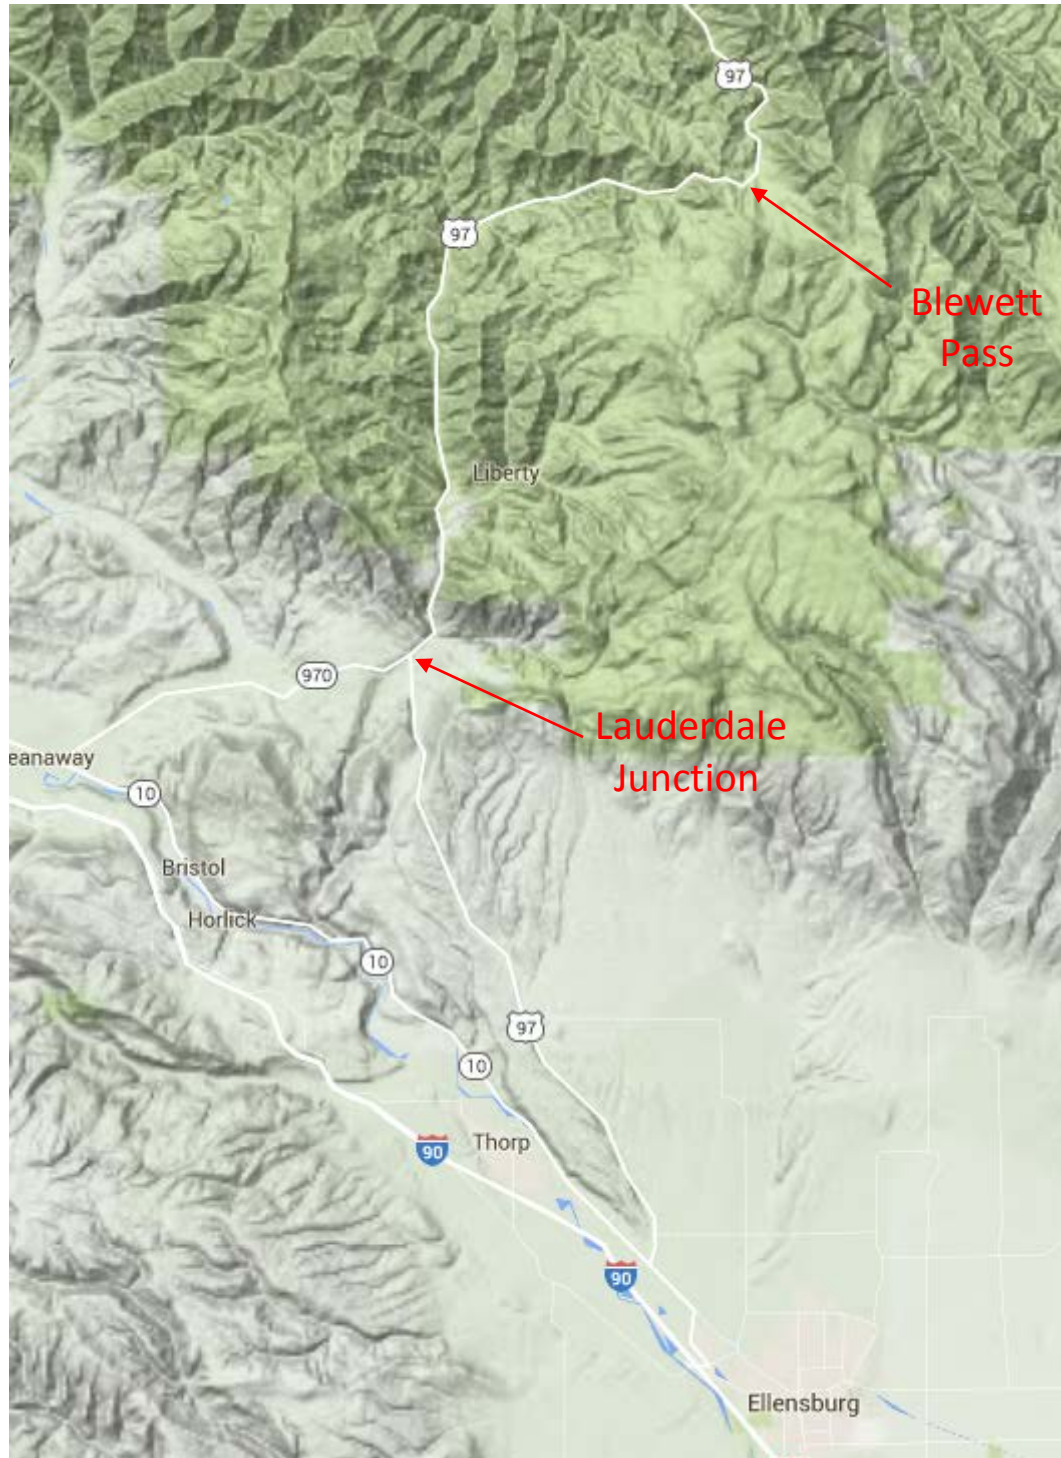 97
97
Blewett
Pass
Liberty
970
Lauderdale
Junction
eanaway
10
Bristol
Horlick
10
97
10
Thorp
90
90
Ellensburg